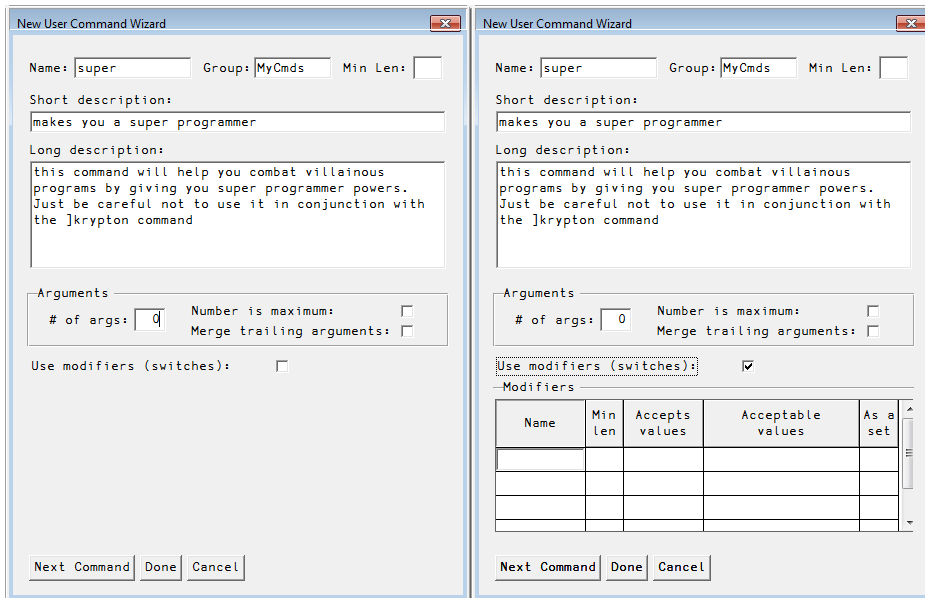 New User Command Wizard
Name: super Group: MyCmds Min Len:
Short description:
makes you a super programmer
Long description:
this command will help you combat villainous
programs by giving you super programmer powers.
Just be careful not to use it in conjunction with
the ]krypton command
Arguments
# of args: 0
Number is maximum:
Merge trailing arguments:
Use modifiers (switches):
Next Command Done Cancel
New User Command Wizard
Name: super Group: MyCmds Min Len:
Short description:
makes you a super programmer
Long description:
this command will help you combat villainous
programs by giving you super programmer powers.
Just be careful not to use it in conjunction with
the ]krypton command
Arguments
# of args: 0
Number is maximum:
Merge trailing arguments:
Use modifiers (switches):
Modifiers
Name Min len Accepts values Acceptable values As a set
Next Command Done Cancel